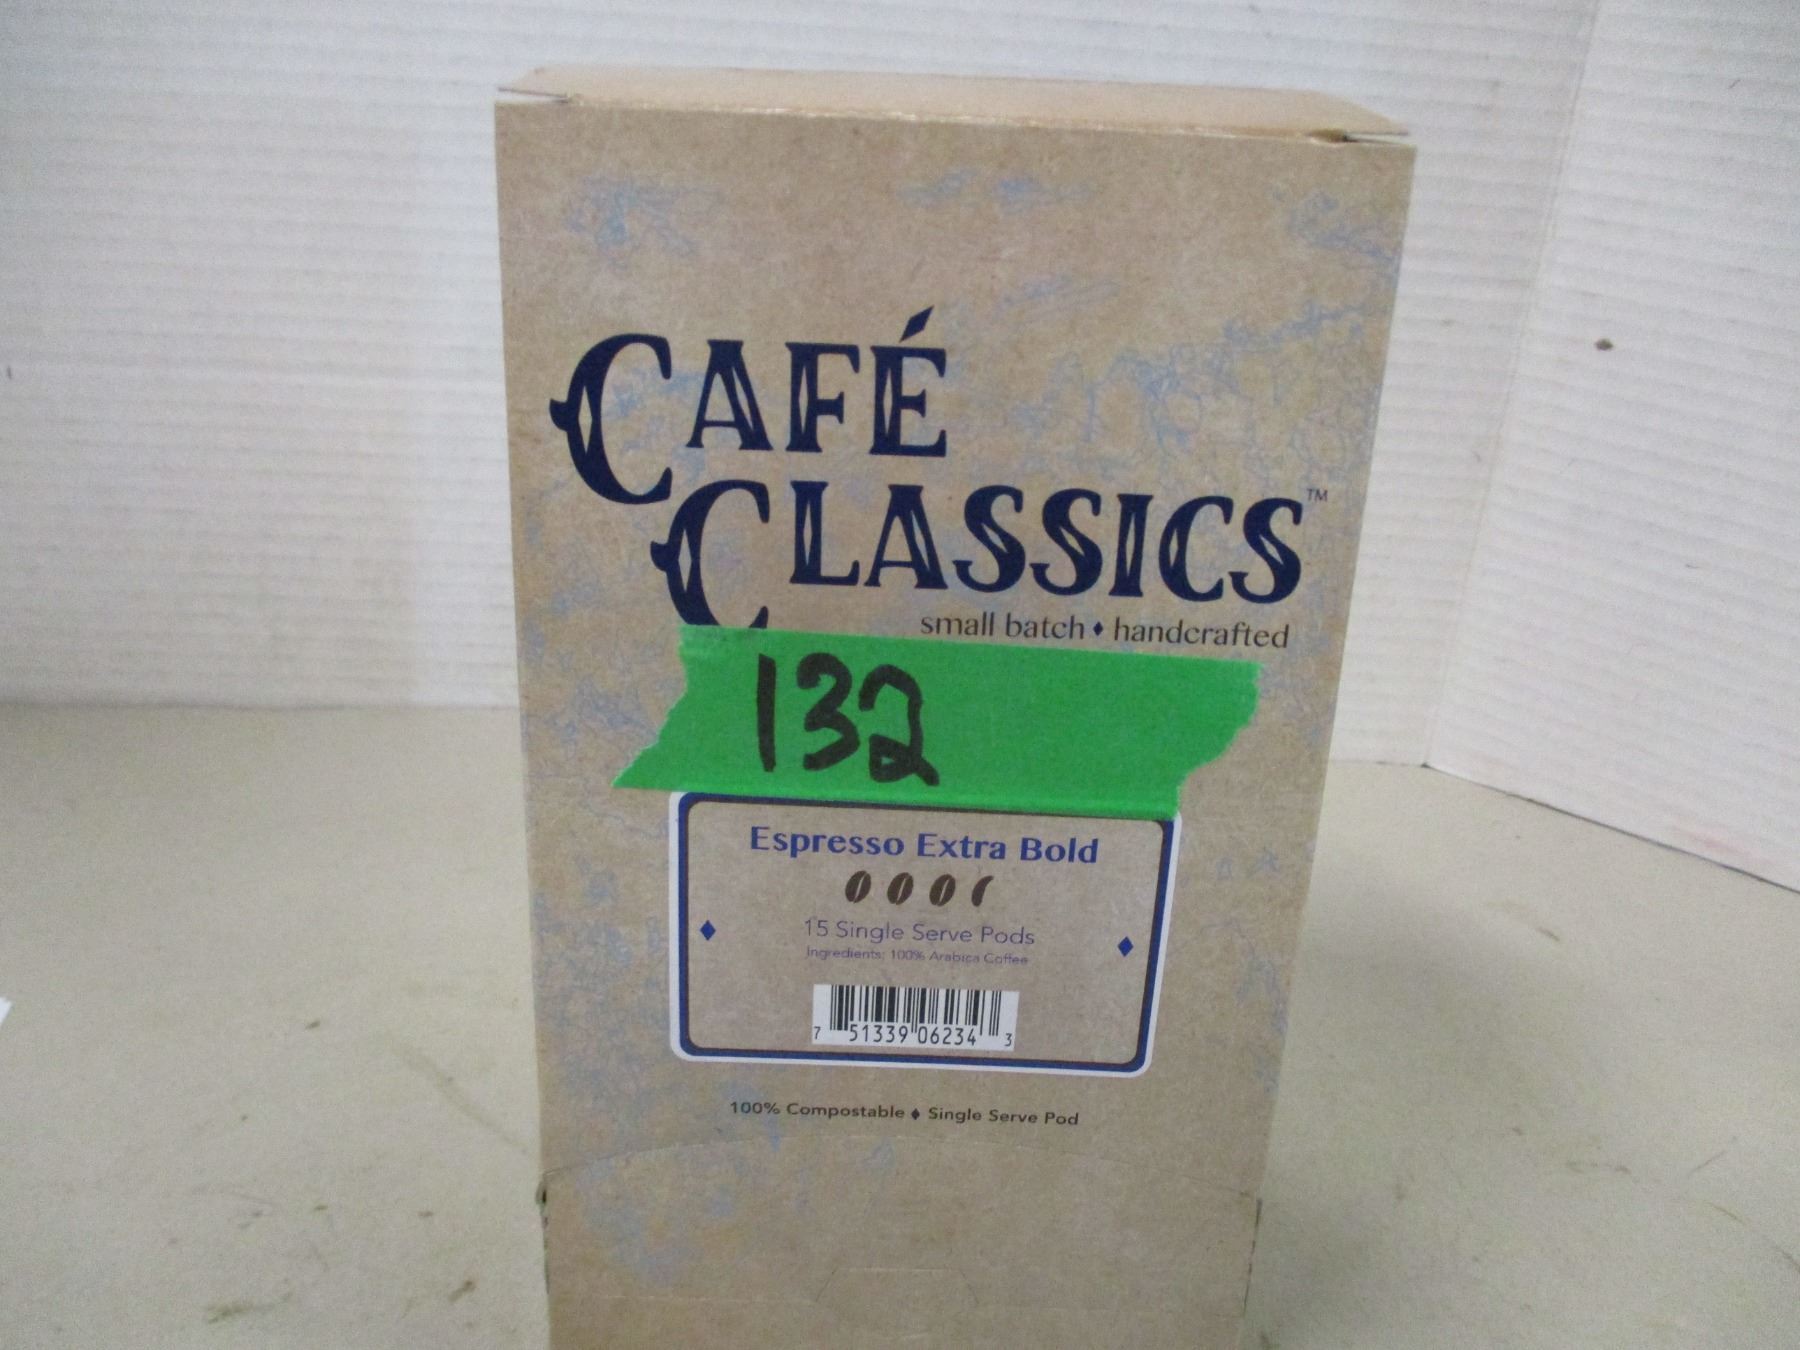 CAFÉ
CLASSICS™
small batch ♦ handcrafted
132
Espresso Extra Bold
15 Single Serve Pods
Ingredients: 100% Arabica Coffee
7 51339 06234 3
100% Compostable ♦ Single Serve Pod